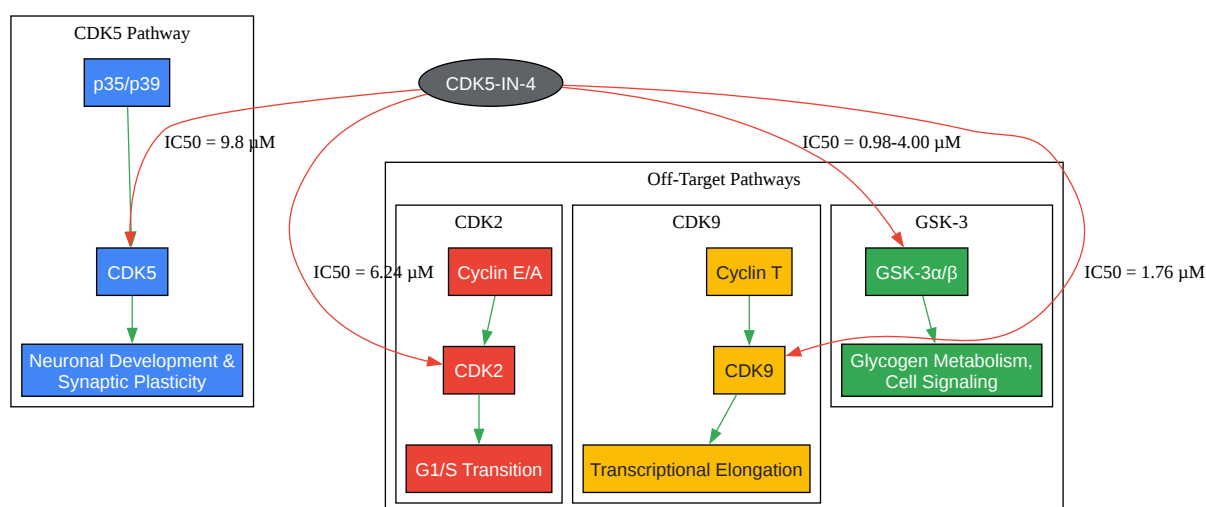 CDK5 Pathway
p35/p39
CDK5-IN-4
IC50 = 9.8 µM
IC50 = 0.98-4.00 µM
Off-Target Pathways
CDK2
CDK9
GSK-3
CDK5
IC50 = 6.24 µM
Cyclin E/A
Cyclin T
GSK-3α/β
IC50 = 1.76 µM
Neuronal Development &
Synaptic Plasticity
CDK2
CDK9
Glycogen Metabolism,
Cell Signaling
G1/S Transition
Transcriptional Elongation